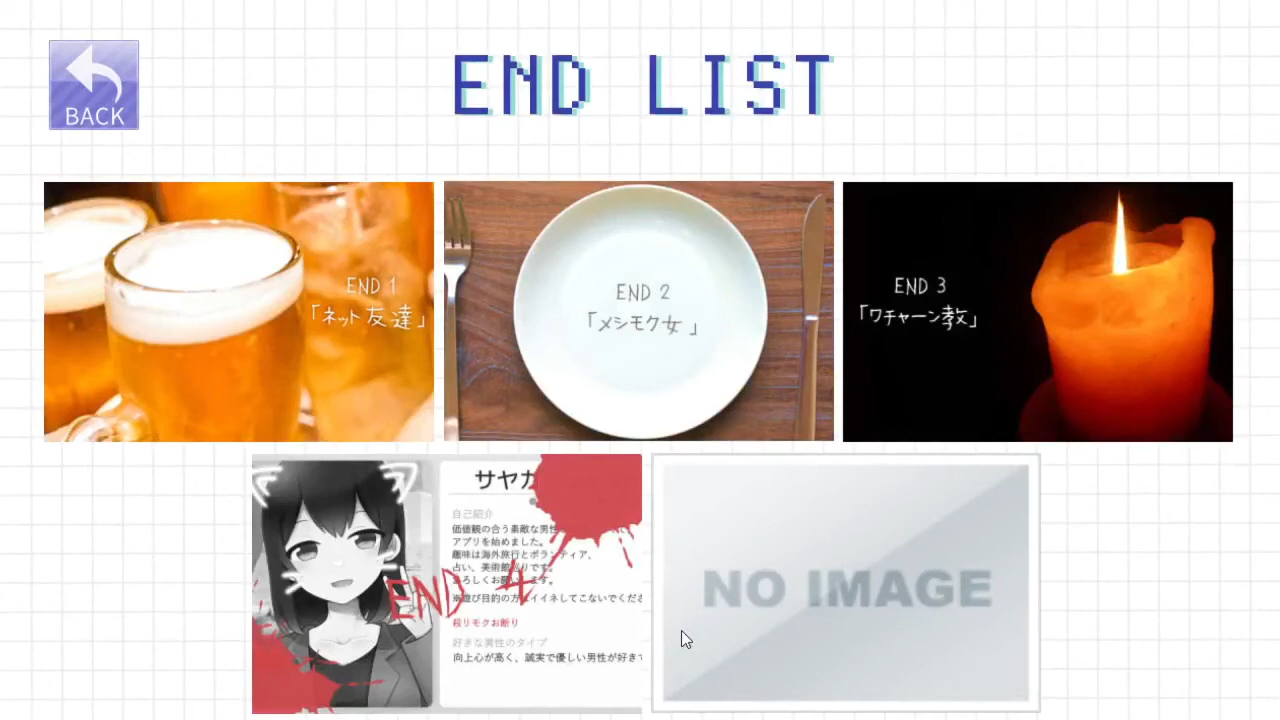 BACK
END LIST
END 1
「ネット友達」
END 2
「メシモク女」
END 3
「ワチャーン教」
サヤカ
自己紹介
価値観の合う素敵な男性
アプリを始めました。
趣味は海外旅行とボランティア、
占い、美術館巡りです。
よろしくお願いします。
END 4
※遊び目的の方はイイネしてこないでくださ
殺リモクお断り
好きな男性のタイプ
向上心が高く、誠実で優しい男性が好きで
NO IMAGE